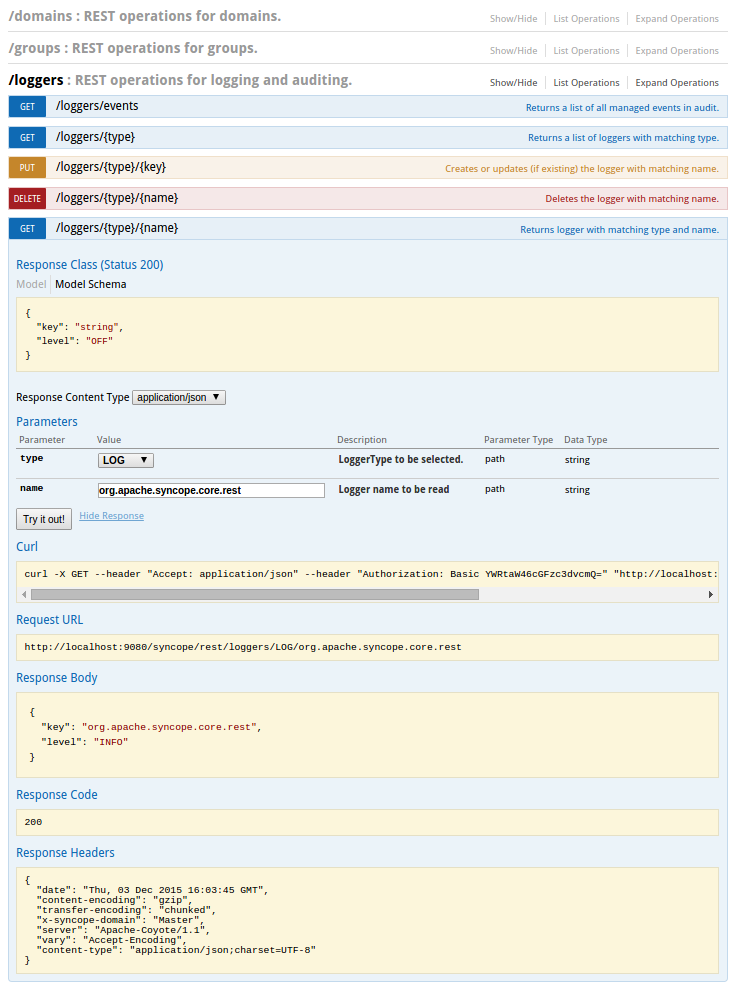 /domains : REST operations for domains. Show/Hide List Operations Expand Operations
/groups : REST operations for groups. Show/Hide List Operations Expand Operations
/loggers : REST operations for logging and auditing. Show/Hide List Operations Expand Operations
GET /loggers/events Returns a list of all managed events in audit.
GET /loggers/{type} Returns a list of loggers with matching type.
PUT /loggers/{type}/{key} Creates or updates (if existing) the logger with matching name.
DELETE /loggers/{type}/{name} Deletes the logger with matching name.
GET /loggers/{type}/{name} Returns logger with matching type and name.
Response Class (Status 200)
Model Model Schema
{
"key": "string",
"level": "OFF"
}
Response Content Type application/json
Parameters
Parameter Value Description Parameter Type Data Type
type LOG LoggerType to be selected. path string
name org.apache.syncope.core.rest Logger name to be read path string
Try it out! Hide Response
Curl
curl -X GET --header "Accept: application/json" --header "Authorization: Basic YWRtaW46cGFzc3dvcmQ=" "http://localhost:
Request URL
http://localhost:9080/syncope/rest/loggers/LOG/org.apache.syncope.core.rest
Response Body
{
"key": "org.apache.syncope.core.rest",
"level": "INFO"
}
Response Code
200
Response Headers
{
"date": "Thu, 03 Dec 2015 16:03:45 GMT",
"content-encoding": "gzip",
"transfer-encoding": "chunked",
"x-syncope-domain": "Master",
"server": "Apache-Coyote/1.1",
"vary": "Accept-Encoding",
"content-type": "application/json;charset=UTF-8"
}